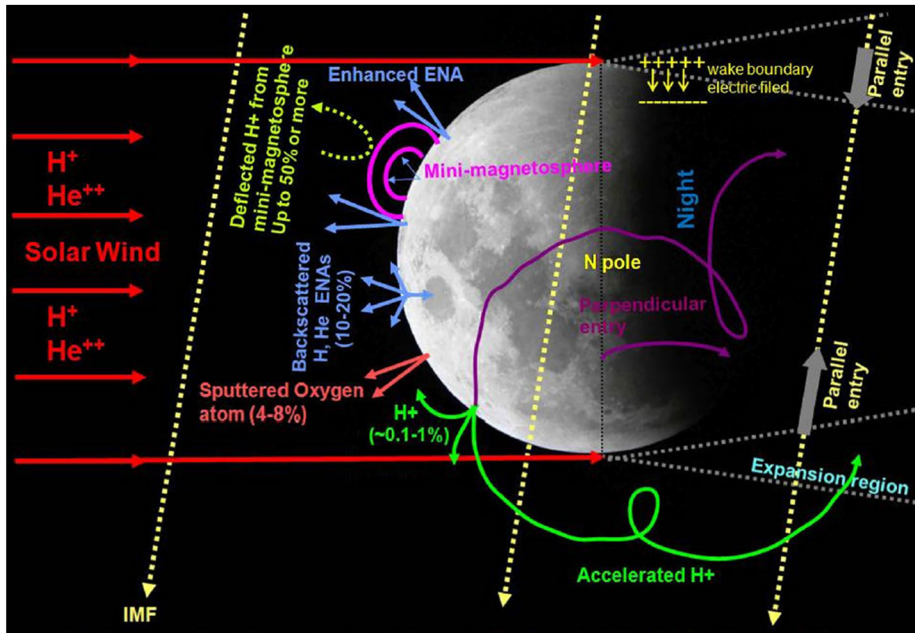 Enhanced ENA
+++++
wake boundary
electric filed
---------
Parallel
entry
Deflected H+ from
mini-magnetosphere
Up to 50% or more
H+
He++
Mini-magnetosphere
Night
Solar Wind
N pole
Backscattered
H, He ENAs
(10-20%)
H+
He++
Perpendicular
entry
Parallel
entry
Sputtered Oxygen
atom (4-8%)
H+
(~0.1-1%)
Expansion region
Accelerated H+
IMF